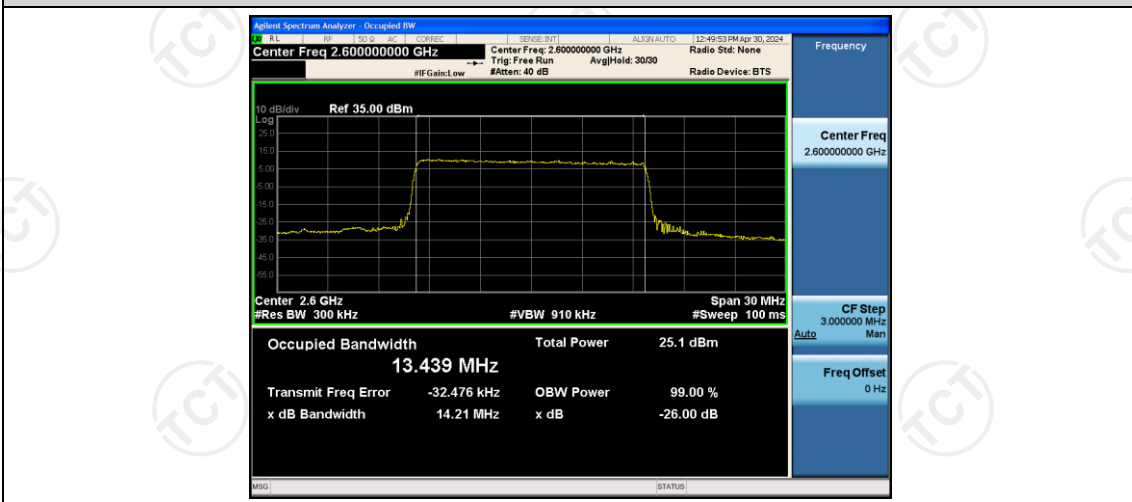 Agilent Spectrum Analyzer - Occupied BW
RL RF 50 Ω AC CORREC SENSE:INT ALIGN AUTO 12:49:53 PM Apr 30, 2024
Center Freq 2.600000000 GHz
Center Freq: 2.600000000 GHz
Radio Std: None
Trig: Free Run Avg|Hold: 30/30
#IFGain:Low
#Atten: 40 dB
Radio Device: BTS
10 dB/div Ref 35.00 dBm
Log
25.0
15.0
5.00
-5.00
-15.0
-25.0
-35.0
-45.0
-55.0
Center 2.6 GHz
Span 30 MHz
#Res BW 300 kHz
#VBW 910 kHz
#Sweep 100 ms
Occupied Bandwidth
13.439 MHz
Total Power 25.1 dBm
Transmit Freq Error -32.476 kHz
OBW Power 99.00 %
x dB Bandwidth 14.21 MHz
x dB -26.00 dB
MSG
STATUS
Frequency
Center Freq
2.600000000 GHz
CF Step
3.000000 MHz
Auto Man
Freq Offset
0 Hz
TCT
TCT
TCT
TCT
TCT
TCT